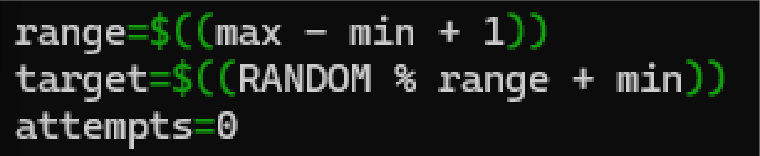 range=$((max - min + 1))
target=$((RANDOM % range + min))
attempts=0